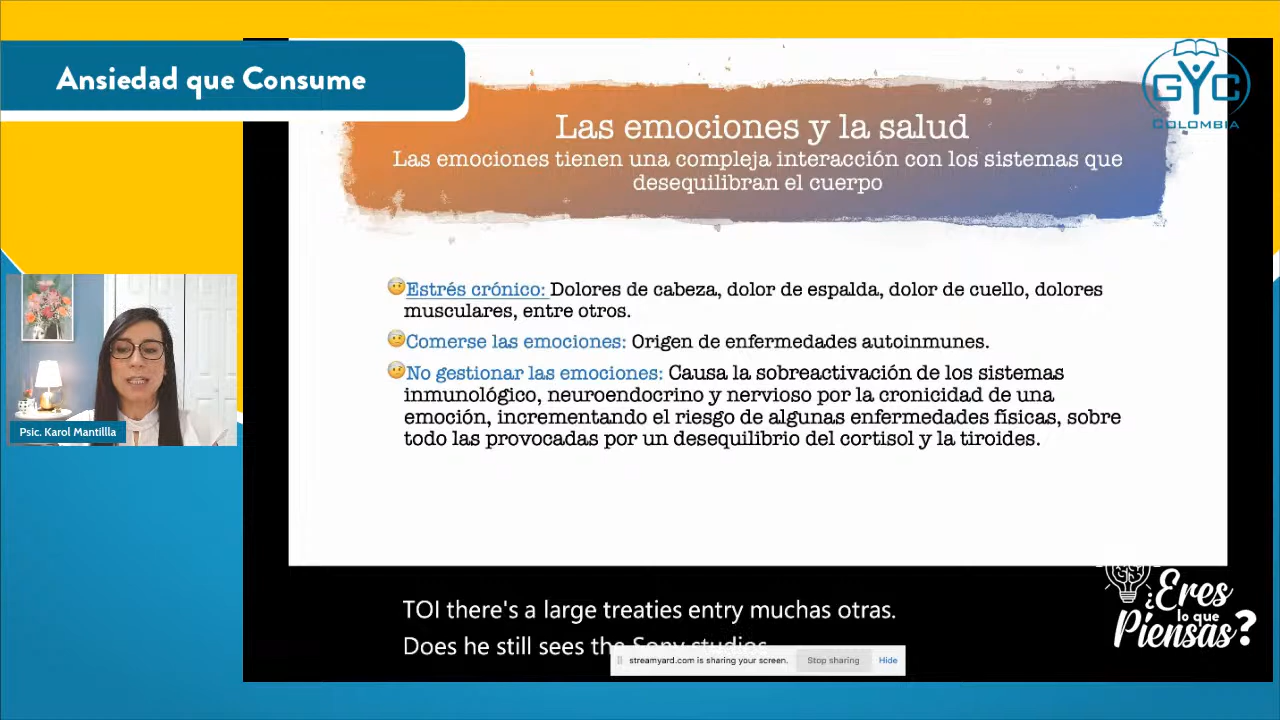 Ansiedad que Consume
GYC
COLOMBIA
Las emociones y la salud
Las emociones tienen una compleja interacción con los sistemas que
desequilibran el cuerpo
Estrés crónico: Dolores de cabeza, dolor de espalda, dolor de cuello, dolores
musculares, entre otros.
Comerse las emociones: Origen de enfermedades autoinmunes.
No gestionar las emociones: Causa la sobreactivación de los sistemas
inmunológico, neuroendocrino y nervioso por la cronicidad de una
emoción, incrementando el riesgo de algunas enfermedades físicas, sobre
todo las provocadas por un desequilibrio del cortisol y la tiroides.
Psic. Karol Mantillla
TOI there's a large treaties entry muchas otras.
Does he still sees the Sony studios
streamyard.com is sharing your screen. Stop sharing Hide
¿Eres
lo que
Piensas?